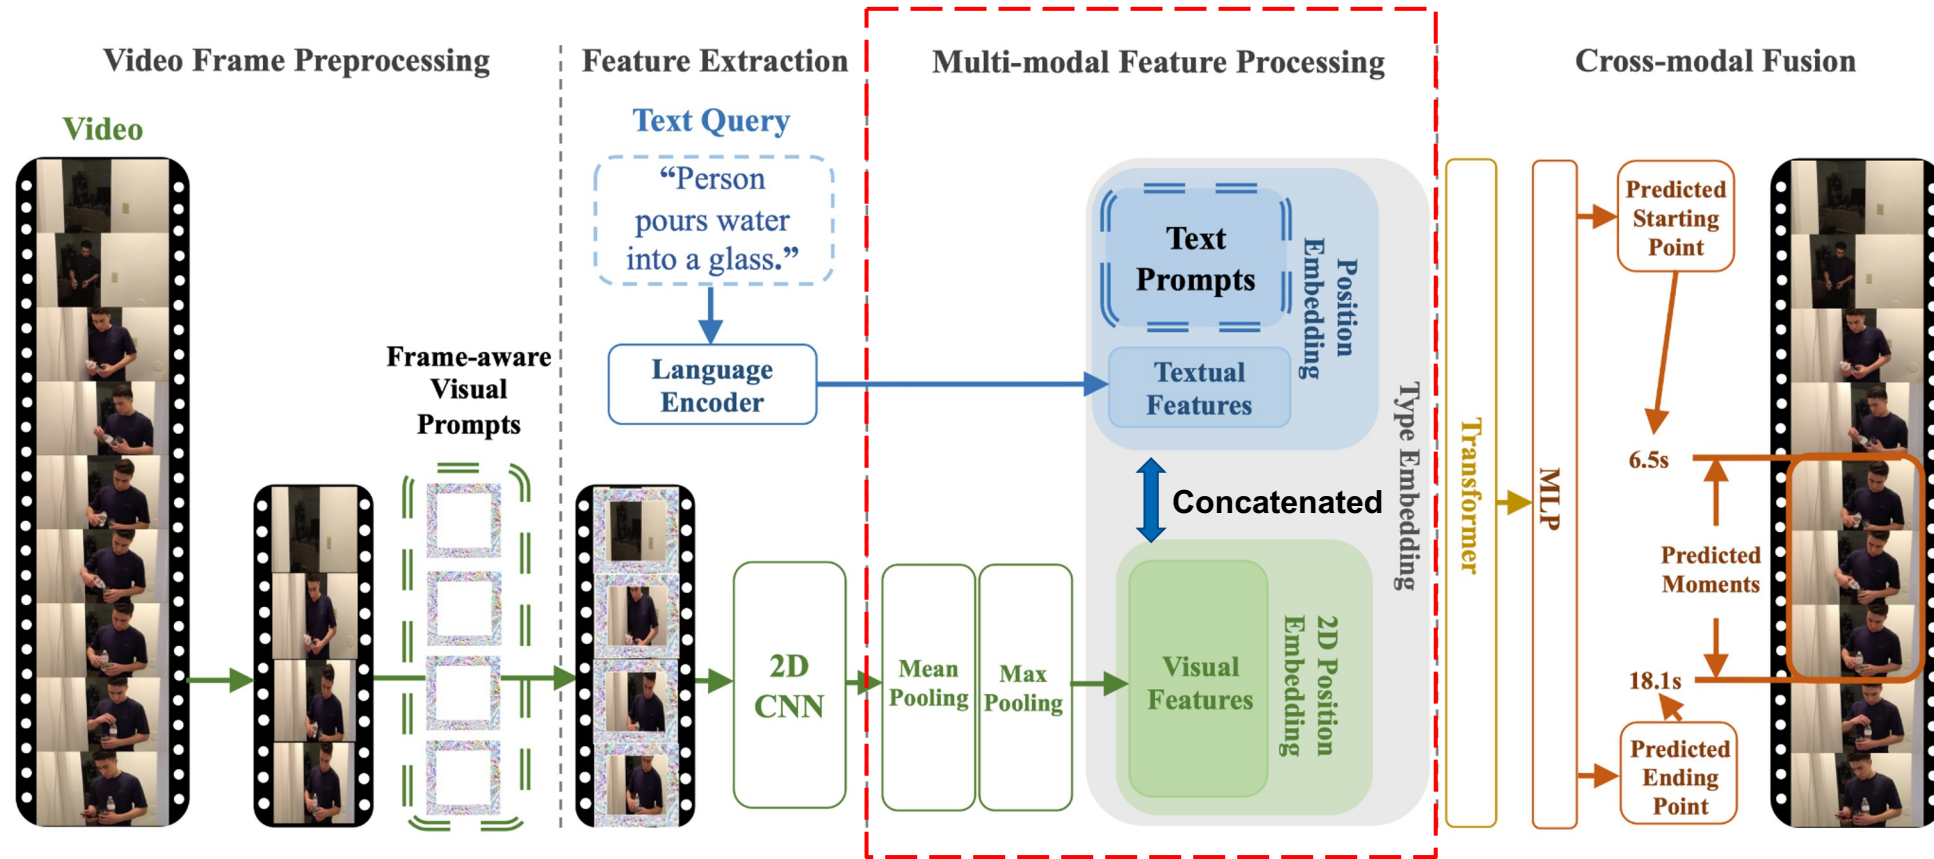 Video Frame Preprocessing
Feature Extraction
Multi-modal Feature Processing
Cross-modal Fusion
Video
Frame-aware
Visual
Prompts
Text Query
“Person
pours water
into a glass.”
Language
Encoder
2D
CNN
Mean
Pooling
Max
Pooling
Text
Prompts
Position
Embedding
Textual
Features
Concatenated
Type Embedding
Visual
Features
2D Position
Embedding
Transformer
MLP
Predicted
Starting
Point
6.5s
Predicted
Moments
18.1s
Predicted
Ending
Point